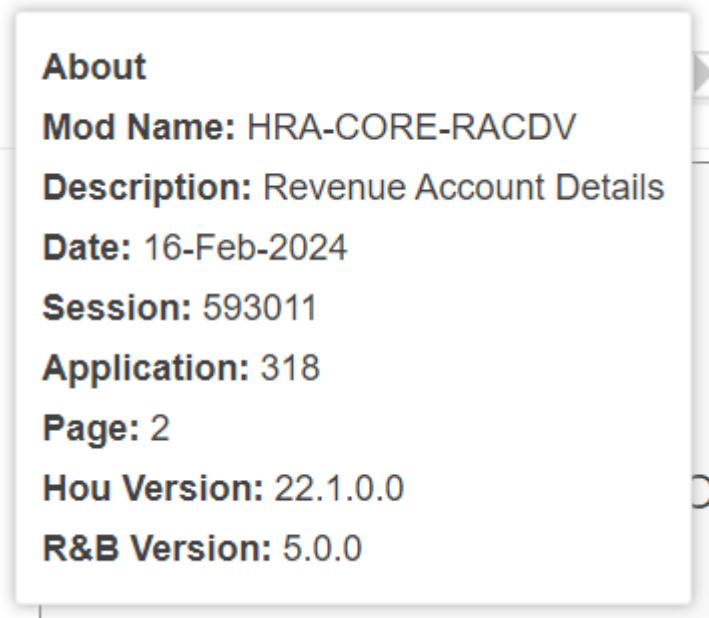 About
Mod Name: HRA-CORE-RACDV
Description: Revenue Account Details
Date: 16-Feb-2024
Session: 593011
Application: 318
Page: 2
Hou Version: 22.1.0.0
R&B Version: 5.0.0